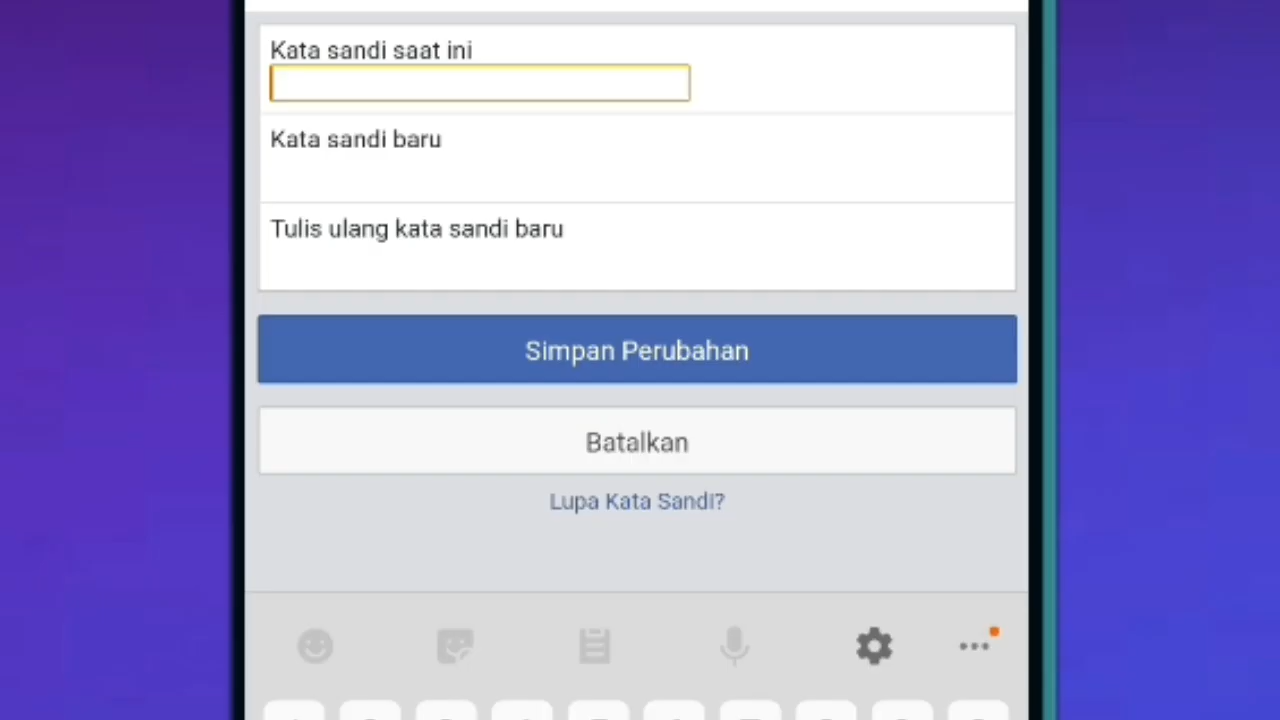 Kata sandi saat ini
Kata sandi baru
Tulis ulang kata sandi baru
Simpan Perubahan
Batalkan
Lupa Kata Sandi?